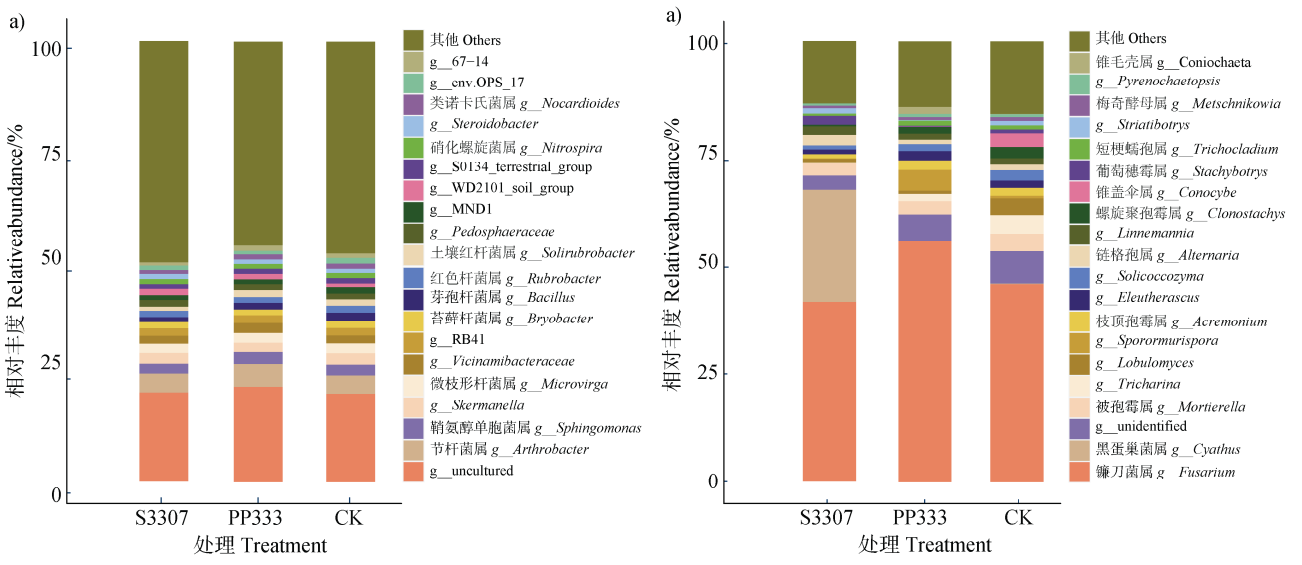 a)
相对丰度 Relativeabundance/%
100
75
50
25
0
S3307 PP333 CK
处理 Treatment
其他 Others
g__67−14
g__env.OPS_17
类诺卡氏菌属 g__Nocardioides
g__Steroidobacter
硝化螺旋菌属 g__Nitrospira
g__S0134_terrestrial_group
g__WD2101_soil_group
g__MND1
g__Pedosphaeraceae
土壤红杆菌属 g__Solirubrobacter
红色杆菌属 g__Rubrobacter
芽孢杆菌属 g__Bacillus
苔藓杆菌属 g__Bryobacter
g__RB41
g__Vicinamibacteraceae
微枝形杆菌属 g__Microvirga
g__Skermanella
鞘氨醇单胞菌属 g__Sphingomonas
节杆菌属 g__Arthrobacter
g__uncultured
a)
相对丰度 Relativeabundance/%
100
75
50
25
0
S3307 PP333 CK
处理 Treatment
其他 Others
锥毛壳属 g__Coniochaeta
g__Pyrenochaetopsis
梅奇酵母属 g__Metschnikowia
g__Striatibotrys
短梗蠕孢属 g__Trichocladium
葡萄穗霉属 g__Stachybotrys
锥盖伞属 g__Conocybe
螺旋聚孢霉属 g__Clonostachys
g__Linnemannia
链格孢属 g__Alternaria
g__Solicoccozyma
g__Eleutherascus
枝顶孢霉属 g__Acremonium
g__Sporormurispora
g__Lobulomyces
g__Tricharina
被孢霉属 g__Mortierella
g__unidentified
黑蛋巢菌属 g__Cyathus
镰刀菌属 g__Fusarium